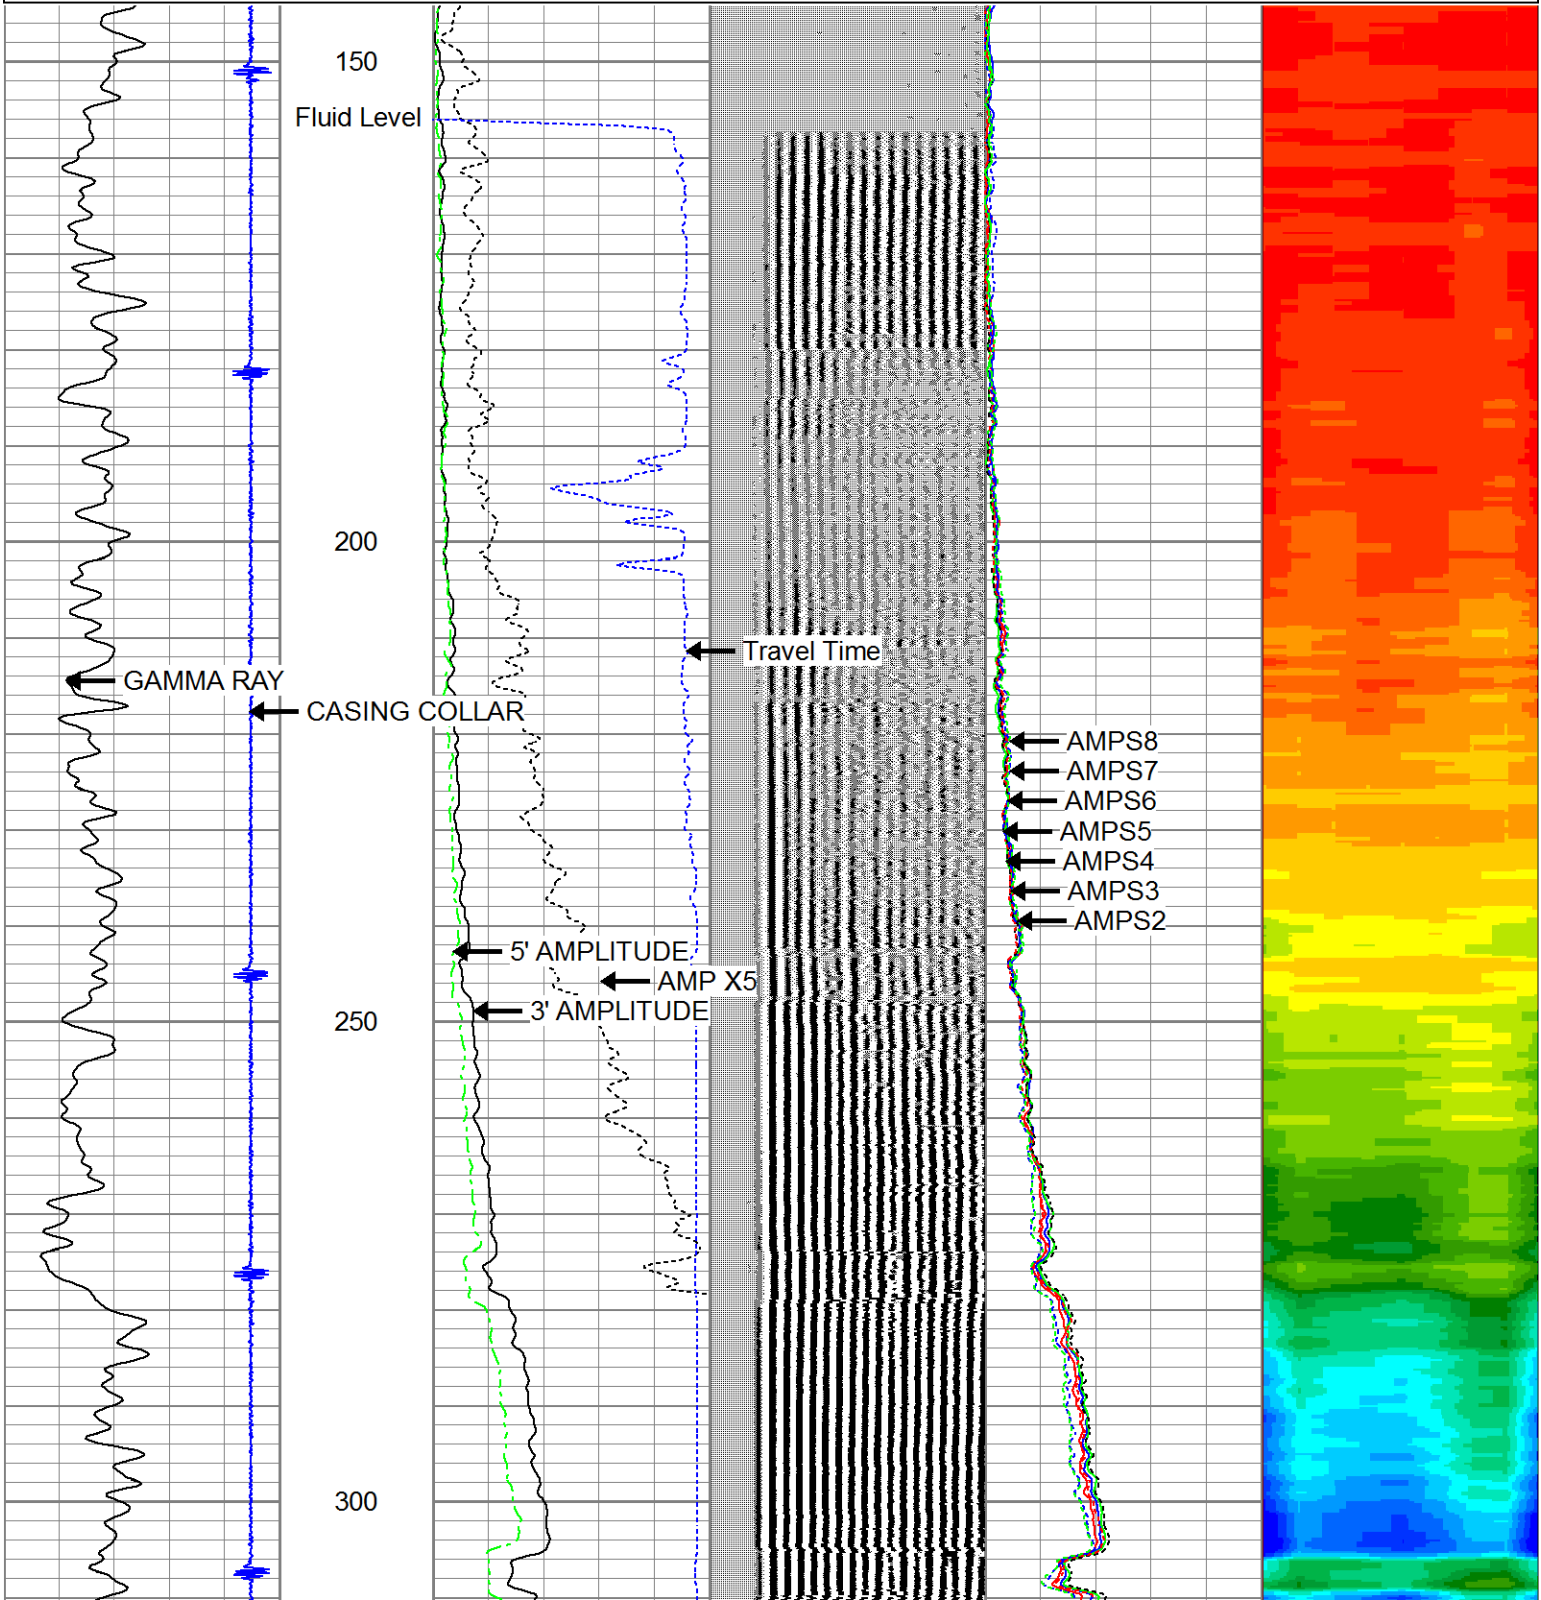 150
Fluid Level
200
Travel Time
GAMMA RAY
CASING COLLAR
AMPS8
AMPS7
AMPS6
AMPS5
AMPS4
AMPS3
AMPS2
5' AMPLITUDE
AMP X5
3' AMPLITUDE
250
300